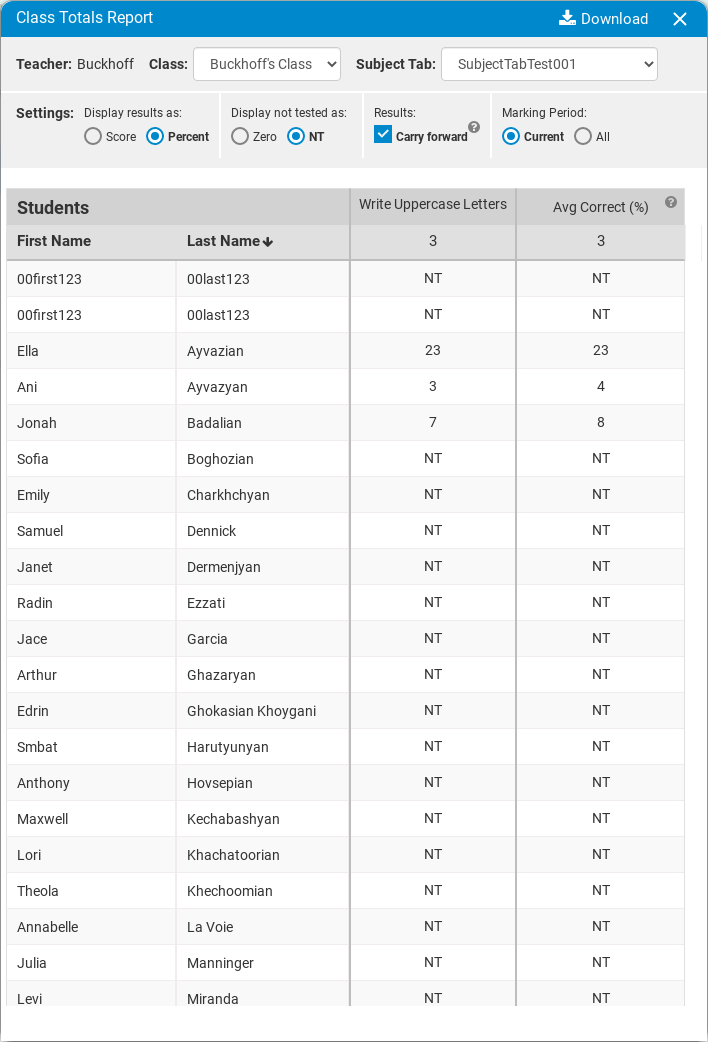 Class Totals Report Download
Teacher: Buckhoff Class: Buckhoff's Class Subject Tab: SubjectTabTest001
Settings: Display results as: Display not tested as: Results: Marking Period:
Score Percent Zero NT Carry forward ? Current All
Students Write Uppercase Letters Avg Correct (%) ?
First Name Last Name 3 3
00first123 00last123 NT NT
00first123 00last123 NT NT
Ella Ayvazian 23 23
Ani Ayvazyan 3 4
Jonah Badalian 7 8
Sofia Boghozian NT NT
Emily Charkhchyan NT NT
Samuel Dennick NT NT
Janet Dermenjyan NT NT
Radin Ezzati NT NT
Jace Garcia NT NT
Arthur Ghazaryan NT NT
Edrin Ghokasian Khoygani NT NT
Smbat Harutyunyan NT NT
Anthony Hovsepian NT NT
Maxwell Kechabashyan NT NT
Lori Khachatoorian NT NT
Theola Khechoomian NT NT
Annabelle La Voie NT NT
Julia Manninger NT NT
Levi Miranda NT NT